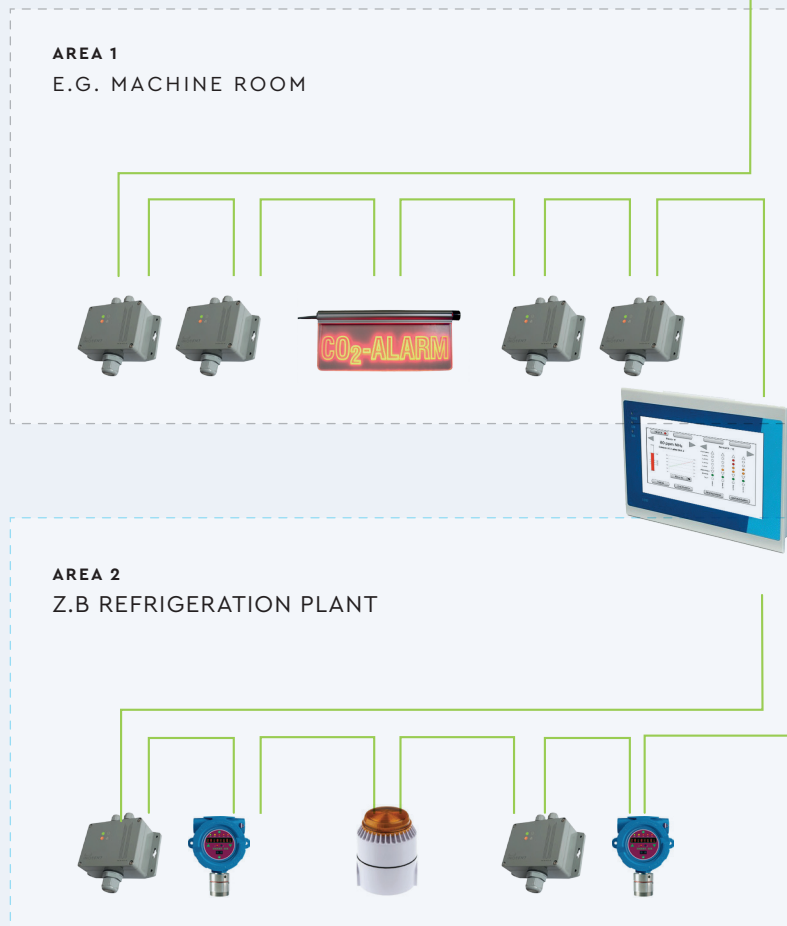 AREA 1
E.G. MACHINE ROOM
CO₂-ALARM
AREA 2
Z.B REFRIGERATION PLANT